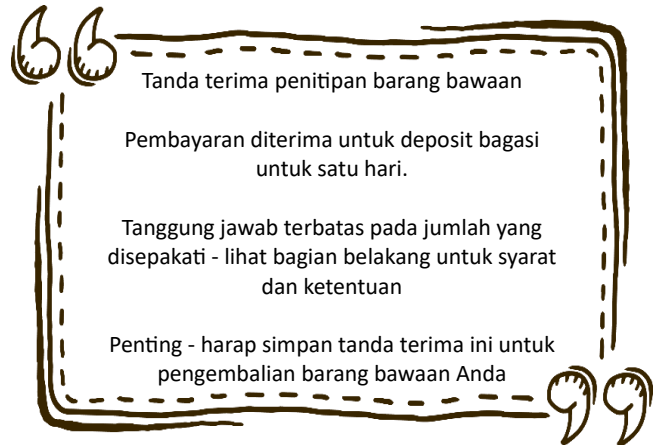 Tanda terima penitipan barang bawaan
Pembayaran diterima untuk deposit bagasi
untuk satu hari.
Tanggung jawab terbatas pada jumlah yang
disepakati - lihat bagian belakang untuk syarat
dan ketentuan
Penting - harap simpan tanda terima ini untuk
pengembalian barang bawaan Anda